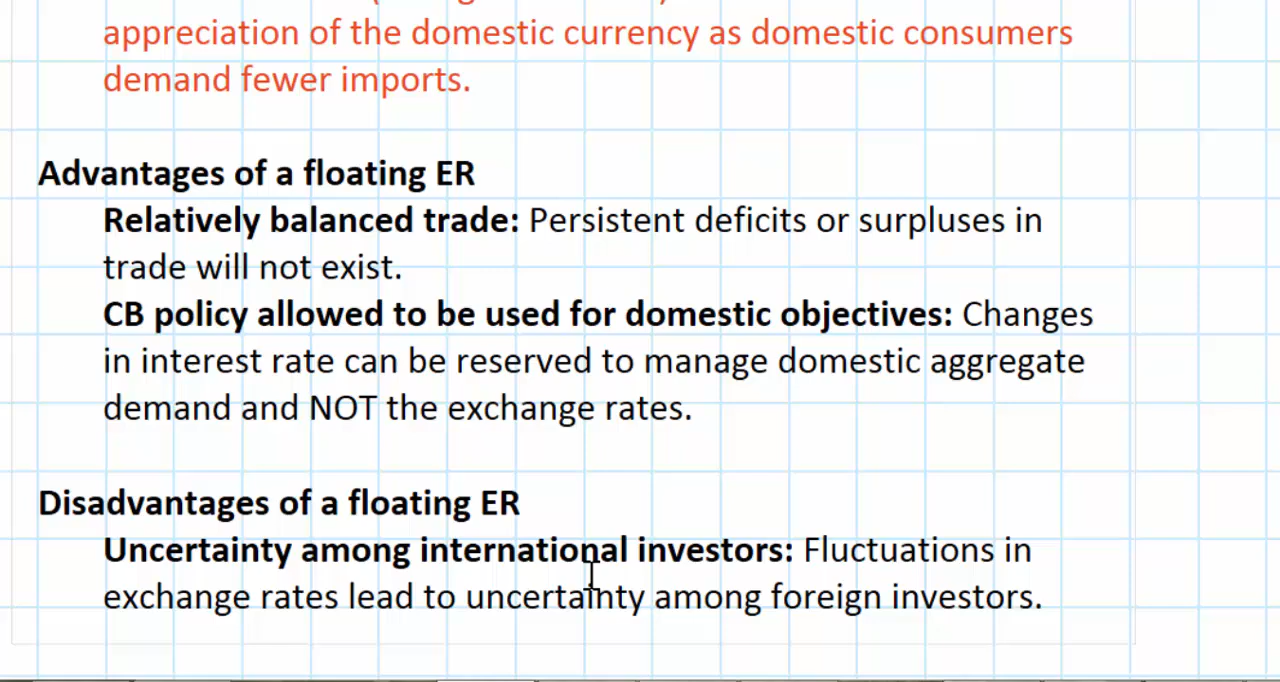 appreciation of the domestic currency as domestic consumers
demand fewer imports.
Advantages of a floating ER
Relatively balanced trade: Persistent deficits or surpluses in
trade will not exist.
CB policy allowed to be used for domestic objectives: Changes
in interest rate can be reserved to manage domestic aggregate
demand and NOT the exchange rates.
Disadvantages of a floating ER
Uncertainty among international investors: Fluctuations in
exchange rates lead to uncertainty among foreign investors.